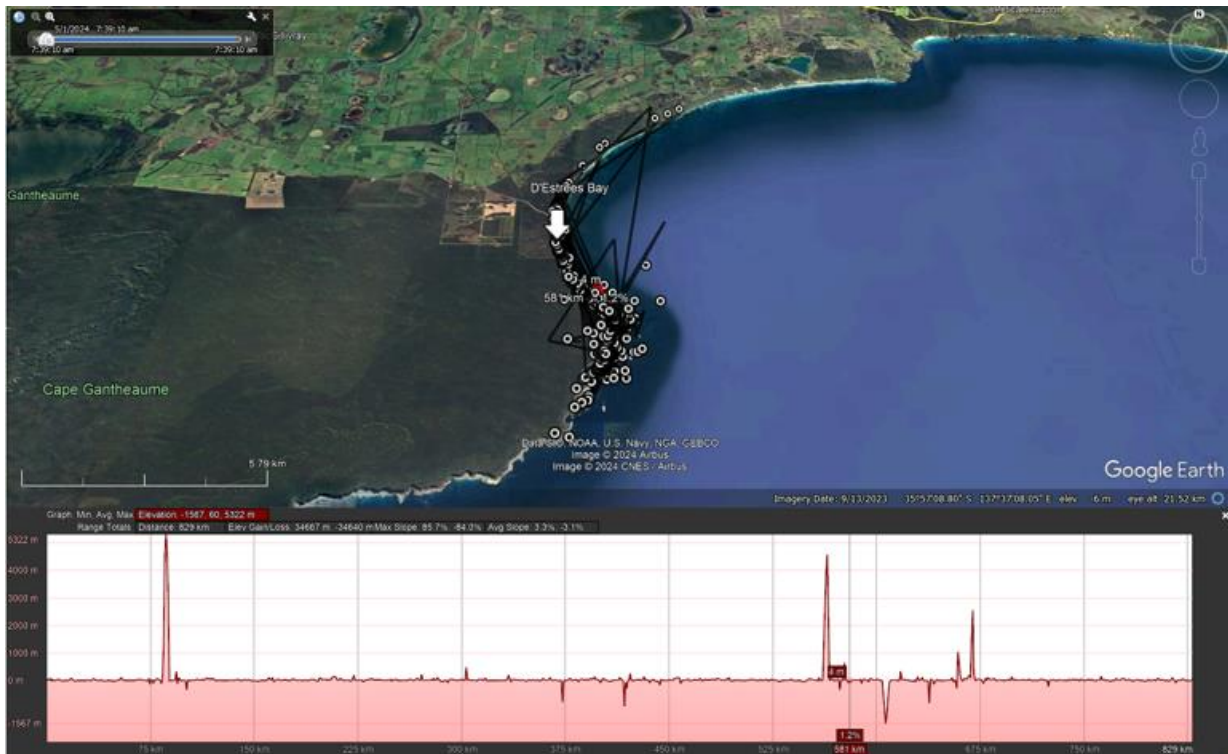 5/1/2024 7:39:10 am
7:39:10 am 7:39:10 am
N
Gantheaume
D'Estrees Bay
58
Cape Gantheaume
Data SIO, NOAA, U.S. Navy, NGA, GEBCO
Image © 2024 Airbus
Image © 2024 CNES / Airbus
5.79 km
Google Earth
Imagery Date: 9/13/2023 35°57'08.80" S 137°37'08.05" E elev 6 m eye alt 21.52 km
Graph: Min, Avg, Max Elevation: -1567, 60, 5322 m
Range Totals: Distance: 829 km Elev Gain/Loss: 34667 m, -34640 m Max Slope: 85.7%, -84.0% Avg Slope: 3.3%, -3.1%
5322 m
4000 m
3000 m
2000 m
1000 m
0 m
-1567 m
1.2%
75 km 150 km 225 km 300 km 375 km 450 km 525 km 581 km 675 km 750 km 829 km